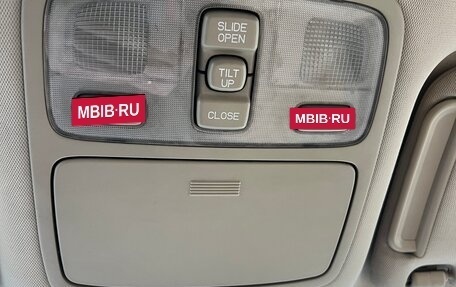 SLIDE
OPEN
TILT
UP
CLOSE
MBIB·RU
MBIB·RU